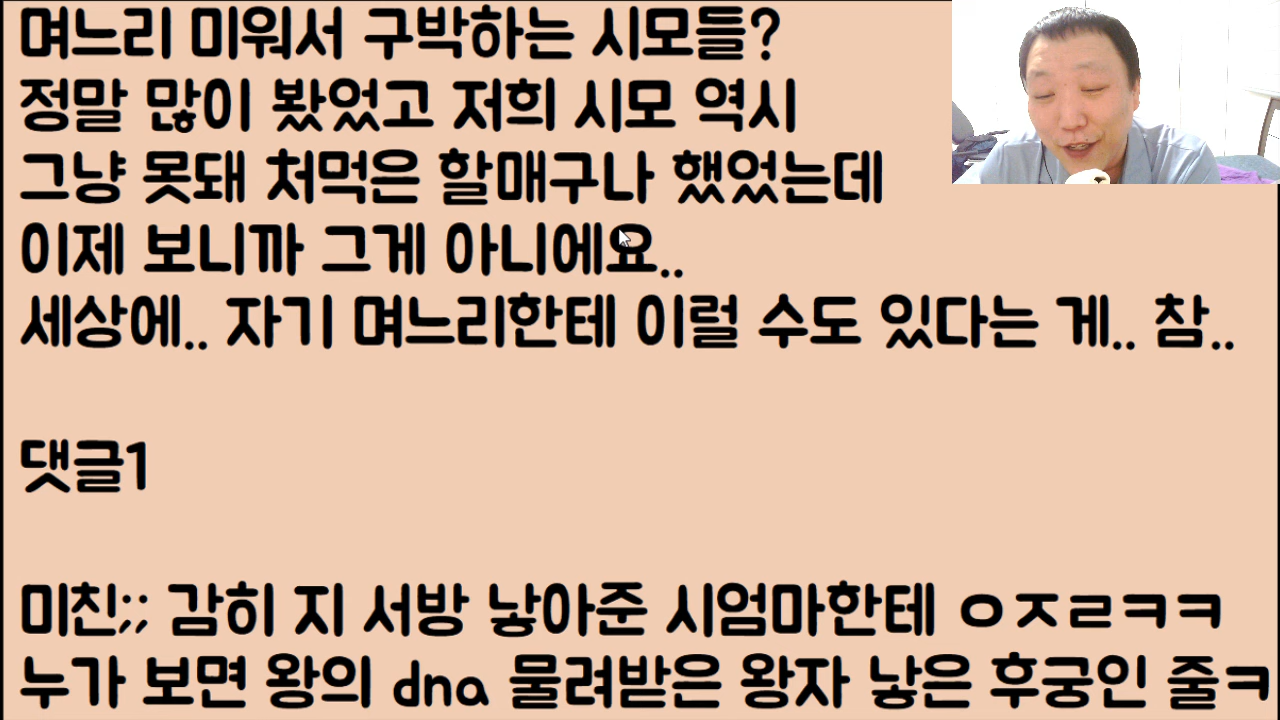 며느리 미워서 구박하는 시모들?
정말 많이 봤었고 저희 시모 역시
그냥 못돼 처먹은 할매구나 했었는데
이제 보니까 그게 아니에요..
세상에.. 자기 며느리한테 이럴 수도 있다는 게.. 참..
댓글1
미친;; 감히 지 서방 낳아준 시엄마한테 ㅇㅈㄹㅋㅋ
누가 보면 왕의 dna 물려받은 왕자 낳은 후궁인 줄ㅋ